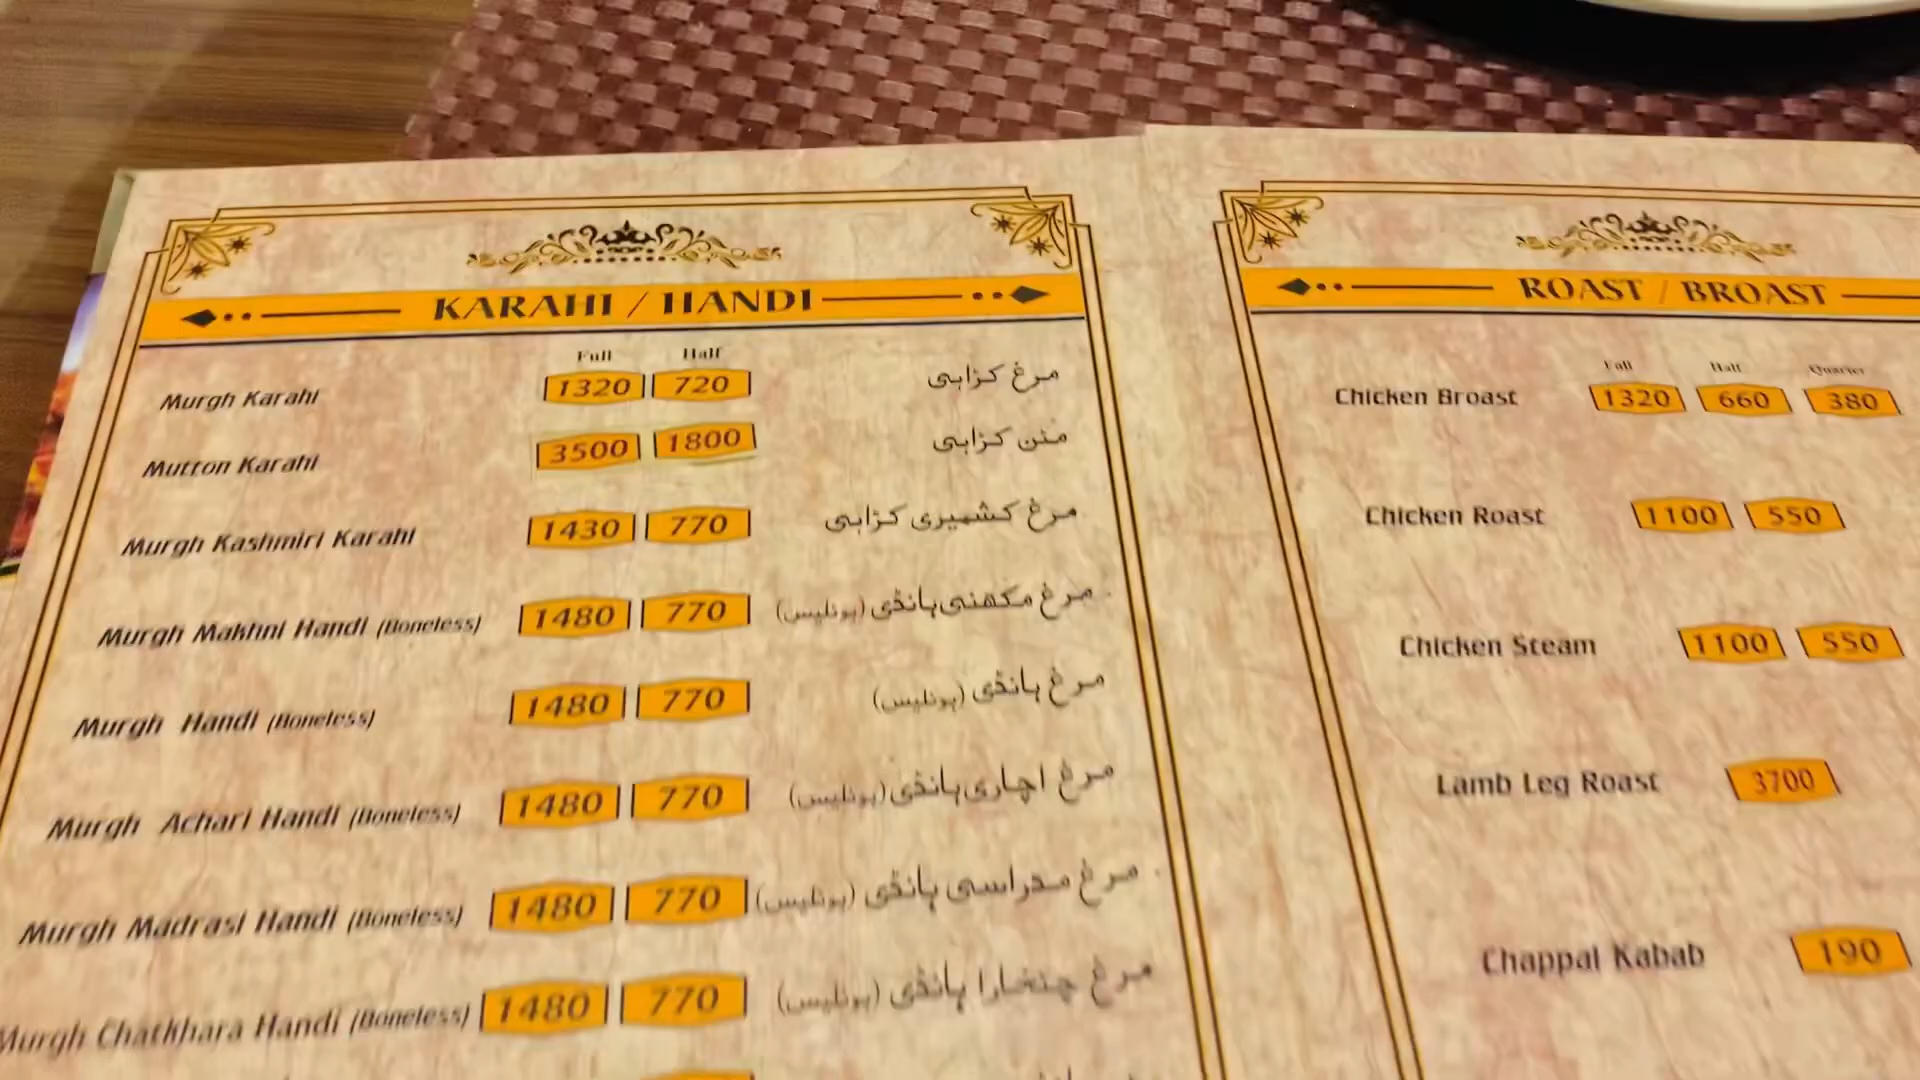 KARAHI / HANDI
Full Half
Murgh Karahi 1320 720 مرغ کڑاہی
Mutton Karahi 3500 1800 مٹن کڑاہی
Murgh Kashmiri Karahi 1430 770 مرغ کشمیری کڑاہی
Murgh Makhni Handi (Boneless) 1480 770 مرغ مکھنی ہانڈی (بونلیس)
Murgh Handi (Boneless) 1480 770 مرغ ہانڈی (بونلیس)
Murgh Achari Handi (Boneless) 1480 770 مرغ اچاری ہانڈی (بونلیس)
Murgh Madrasi Handi (Boneless) 1480 770 مرغ مدراسی ہانڈی (بونلیس)
Murgh Chatkhara Handi (Boneless) 1480 770 مرغ چٹخارا ہانڈی (بونلیس)
ROAST / BROAST
Full Half Quarter
Chicken Broast 1320 660 380
Chicken Roast 1100 550
Chicken Steam 1100 550
Lamb Leg Roast 3700
Chappal Kabab 190